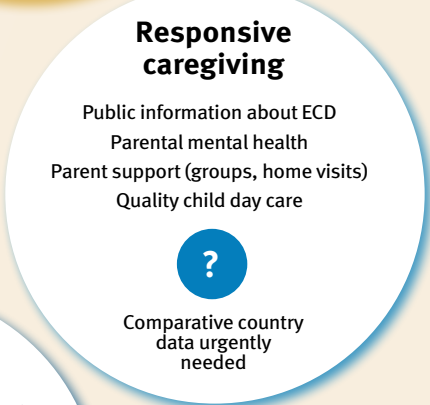 Responsive
caregiving
Public information about ECD
Parental mental health
Parent support (groups, home visits)
Quality child day care
?
Comparative country
data urgently
needed